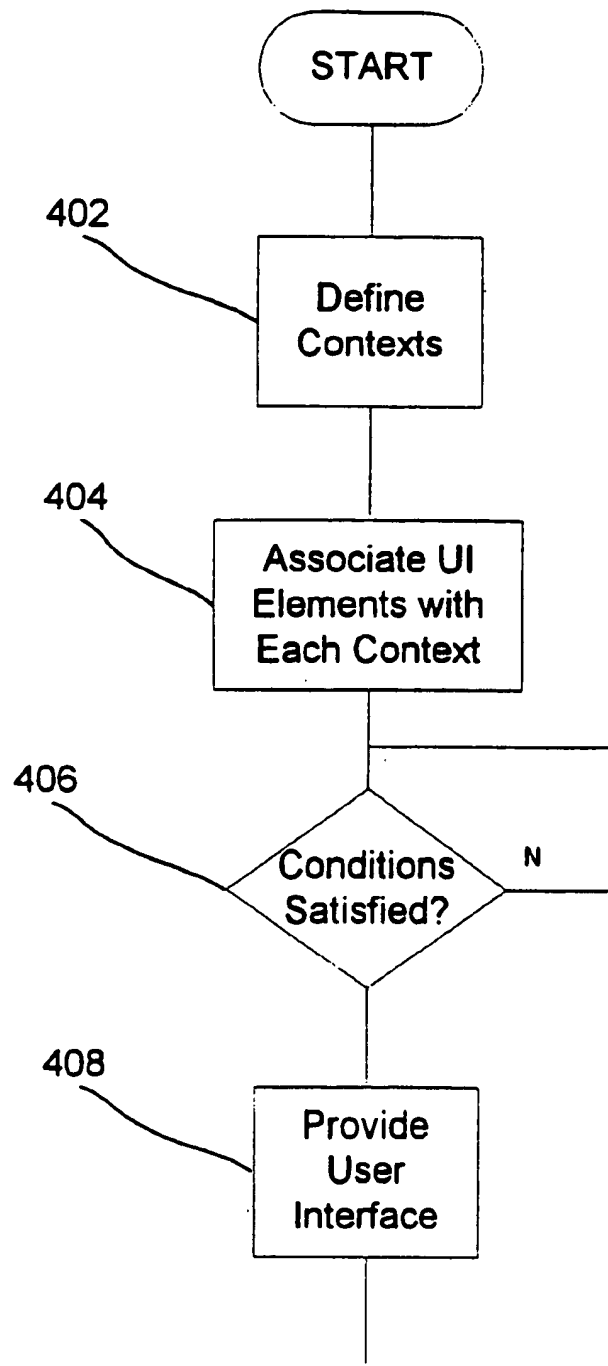 START
402
Define
Contexts
404
Associate UI
Elements with
Each Context
406
Conditions
Satisfied?
N
408
Provide
User
Interface